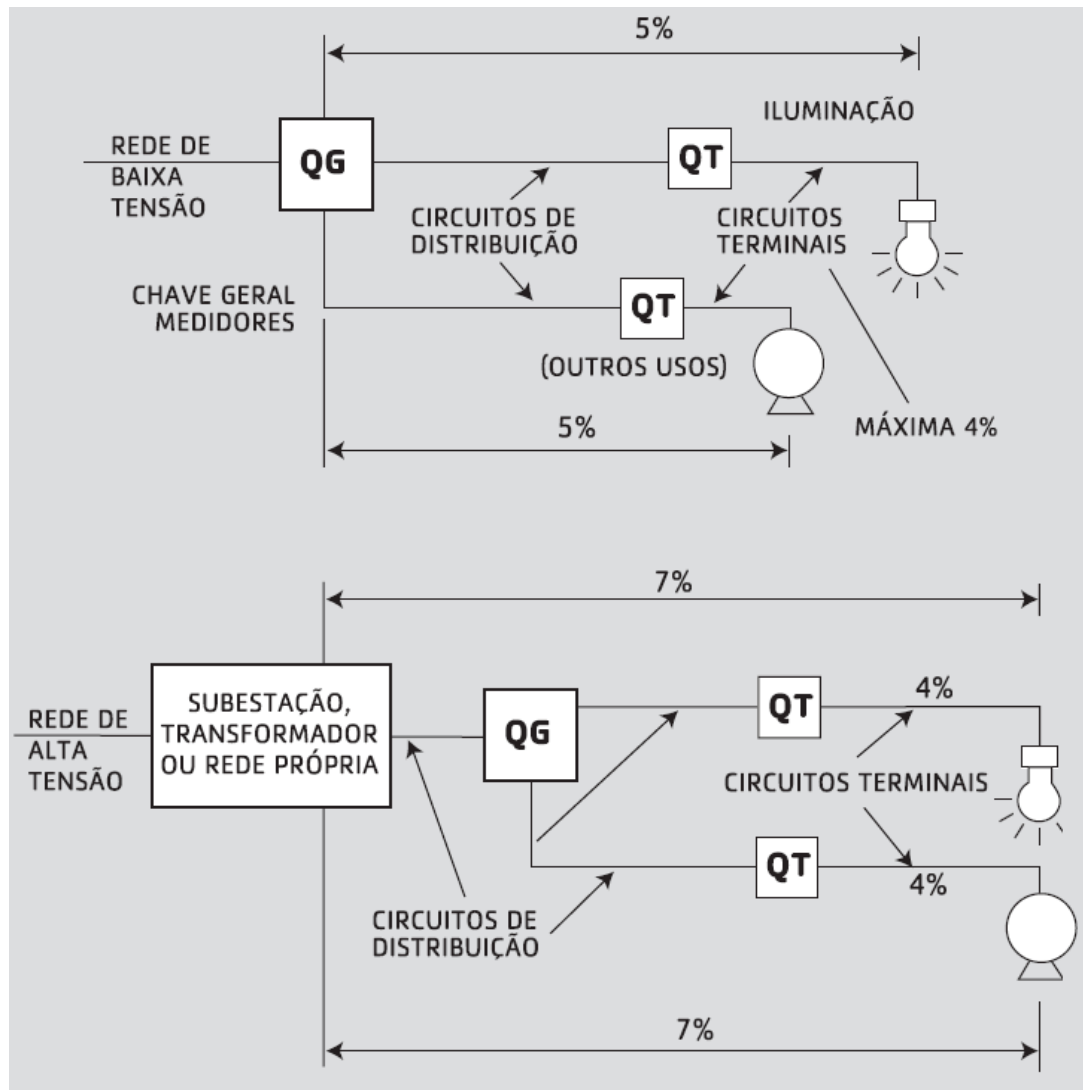 5%
ILUMINAÇÃO
REDE DE
BAIXA
TENSÃO
QG
QT
CIRCUITOS DE
DISTRIBUIÇÃO
CIRCUITOS
TERMINAIS
CHAVE GERAL
MEDIDORES
QT
(OUTROS USOS)
MÁXIMA 4%
5%
7%
REDE DE
ALTA
TENSÃO
SUBESTAÇÃO,
TRANSFORMADOR
OU REDE PRÓPRIA
QG
QT
4%
CIRCUITOS TERMINAIS
QT
4%
CIRCUITOS DE
DISTRIBUIÇÃO
7%